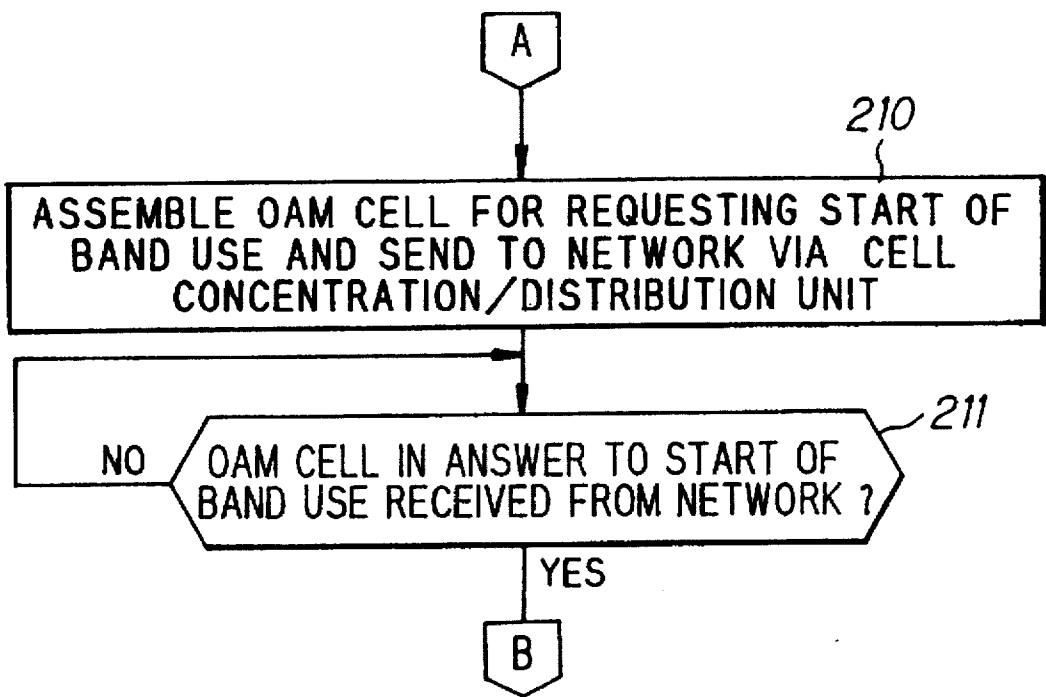 A
210
ASSEMBLE OAM CELL FOR REQUESTING START OF
BAND USE AND SEND TO NETWORK VIA CELL
CONCENTRATION/DISTRIBUTION UNIT
211
NO
OAM CELL IN ANSWER TO START OF
BAND USE RECEIVED FROM NETWORK ?
YES
B